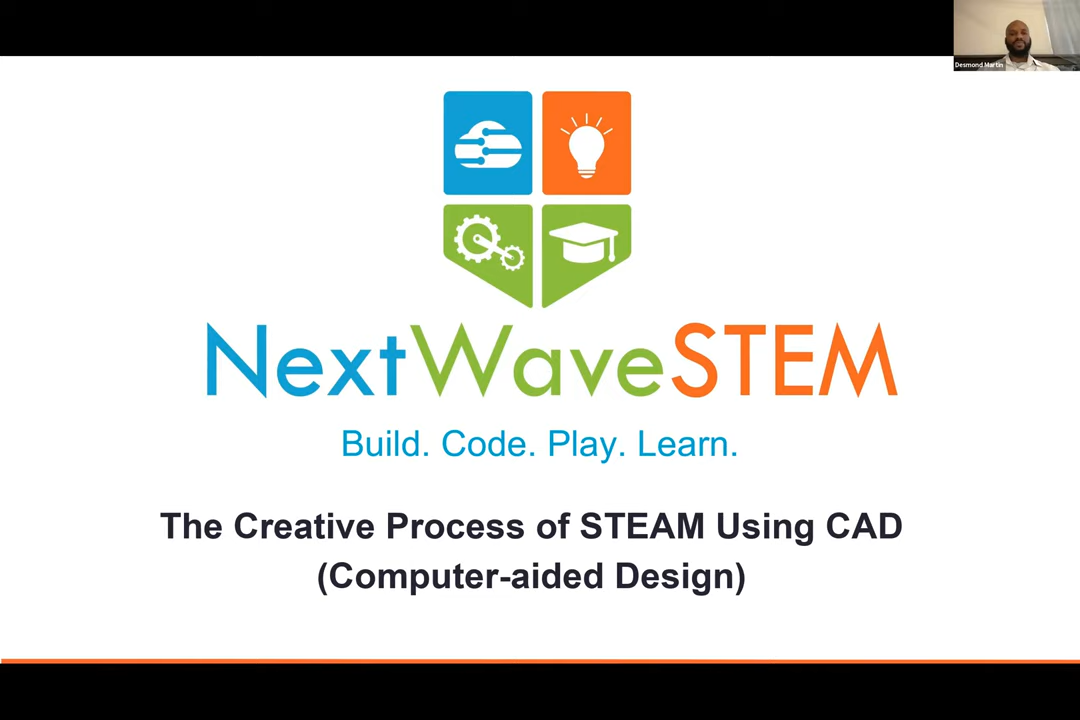 Desmond Martin
NextWaveSTEM
Build. Code. Play. Learn.
The Creative Process of STEAM Using CAD
(Computer-aided Design)